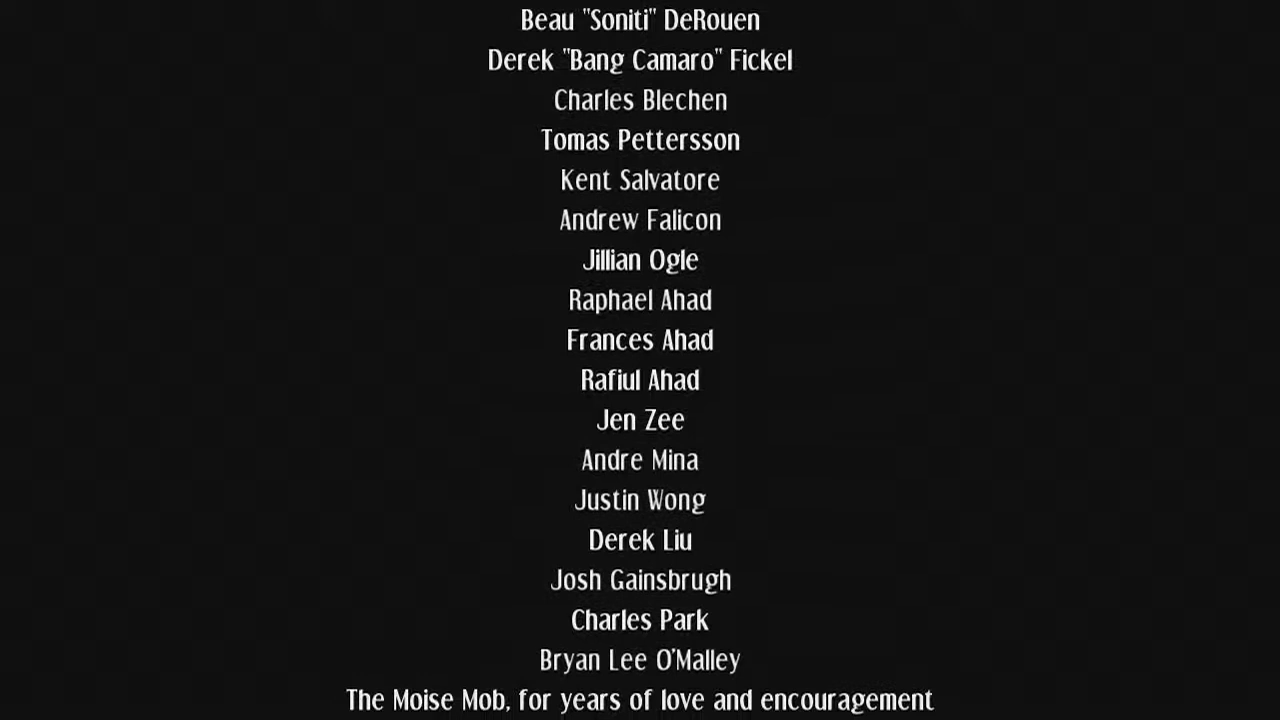 Beau "Soniti" DeRouen
Derek "Bang Camaro" Fickel
Charles Blechen
Tomas Pettersson
Kent Salvatore
Andrew Falicon
Jillian Ogle
Raphael Ahad
Frances Ahad
Rafiul Ahad
Jen Zee
Andre Mina
Justin Wong
Derek Liu
Josh Gainsbrugh
Charles Park
Bryan Lee O'Malley
The Moise Mob, for years of love and encouragement